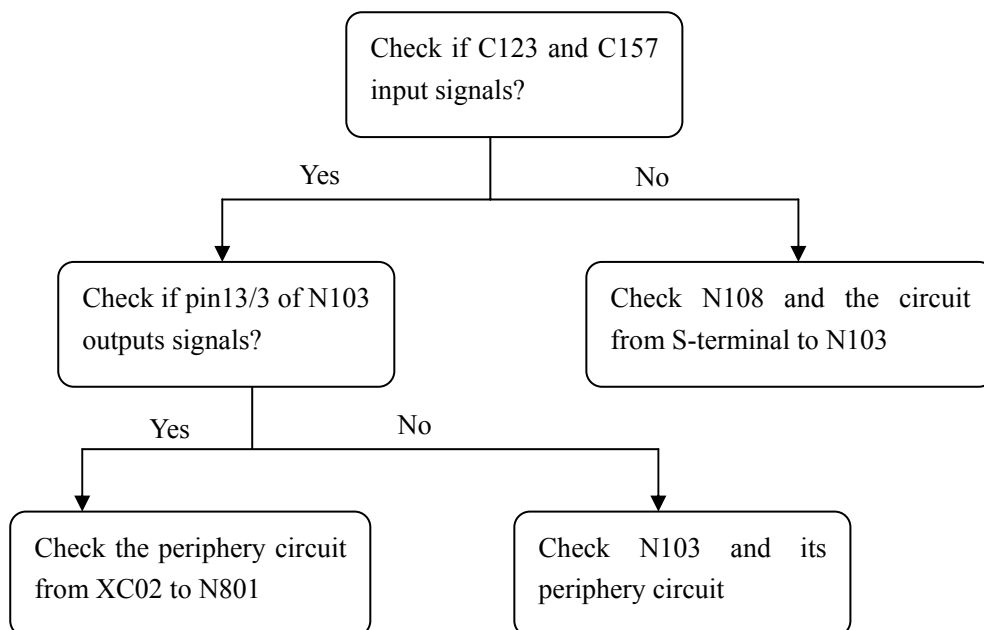 Check if C123 and C157
input signals?
Yes
No
Check if pin13/3 of N103
outputs signals?
Check N108 and the circuit
from S-terminal to N103
Yes
No
Check the periphery circuit
from XC02 to N801
Check N103 and its
periphery circuit